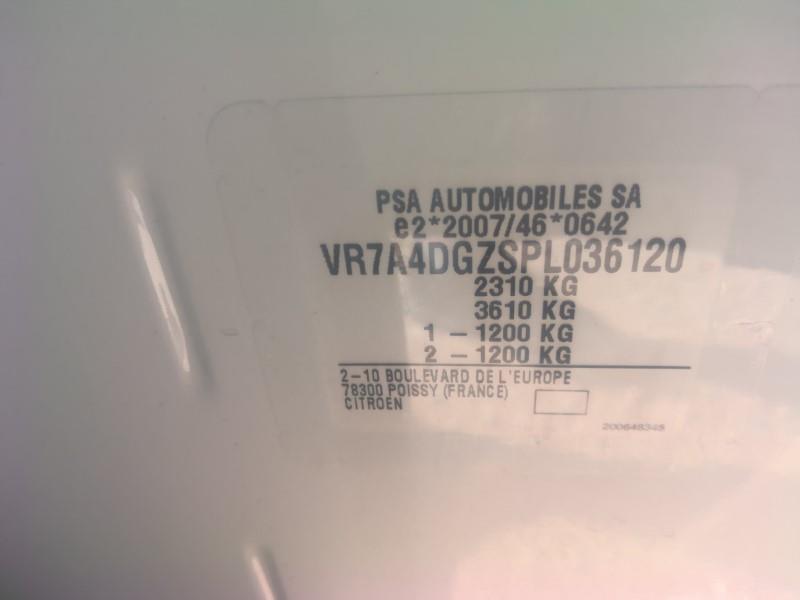 PSA AUTOMOBILES SA
e2*2007/46*0642
VR7A4DGZSPL036120
2310 KG
3610 KG
1 – 1200 KG
2 – 1200 KG
2–10 BOULEVARD DE L'EUROPE
78300 POISSY (FRANCE)
CITROEN
200648345